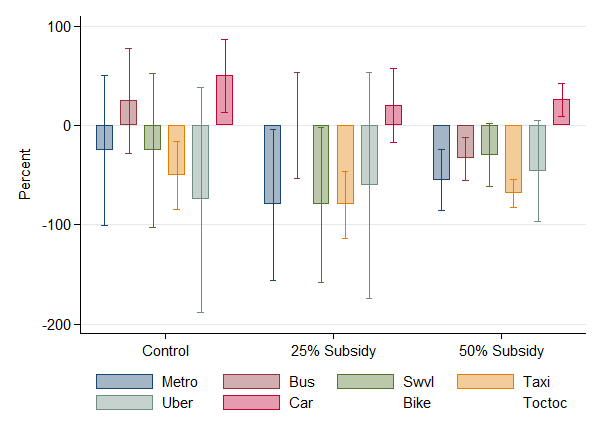 100
0
-100
-200
Percent
Control 25% Subsidy 50% Subsidy
Metro Bus Swvl Taxi
Uber Car Bike Toctoc